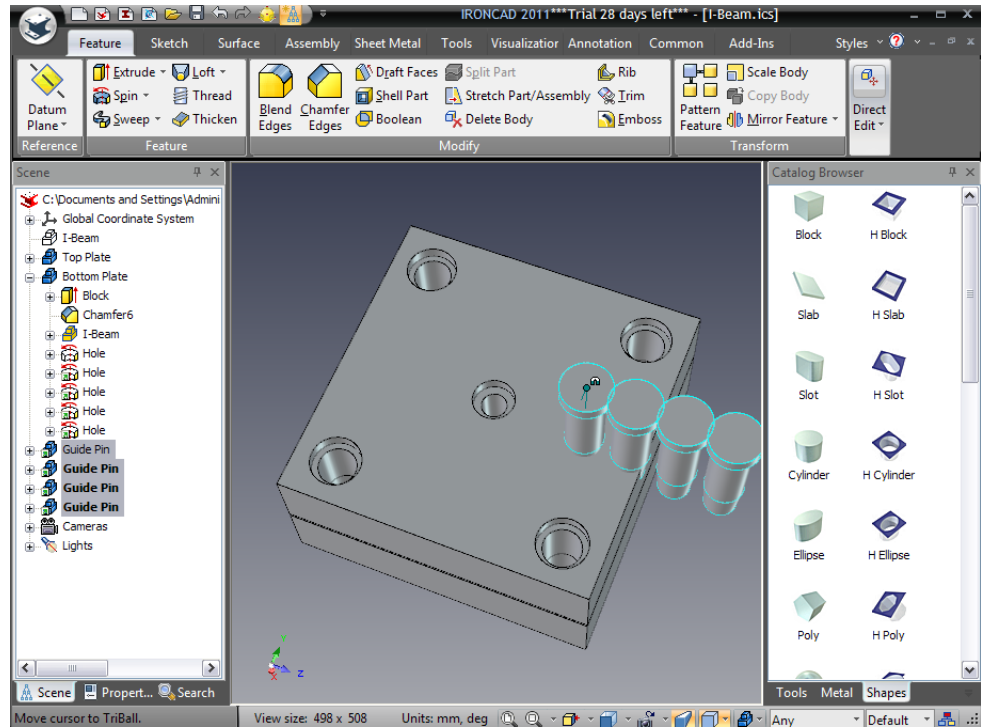 IRONCAD 2011***Trial 28 days left*** - [I-Beam.ics]
Feature Sketch Surface Assembly Sheet Metal Tools Visualization Annotation Common Add-Ins Styles
Extrude Loft Draft Faces Split Part Rib Scale Body
Spin Thread Shell Part Stretch Part/Assembly Trim Copy Body
Sweep Thicken Boolean Delete Body Emboss Mirror Feature
Datum Plane
Blend Edges
Chamfer Edges
Pattern Feature
Direct Edit
Reference Feature Modify Transform
Scene
C:\Documents and Settings\Admini
Global Coordinate System
I-Beam
Top Plate
Bottom Plate
Block
Chamfer6
I-Beam
Hole
Hole
Hole
Hole
Hole
Guide Pin
Guide Pin
Guide Pin
Guide Pin
Cameras
Lights
Scene Propert... Search
z
Catalog Browser
Block H Block
Slab H Slab
Slot H Slot
Cylinder H Cylinder
Ellipse H Ellipse
Poly H Poly
Tools Metal Shapes
Move cursor to TriBall. View size: 498 x 508 Units: mm, deg Any Default